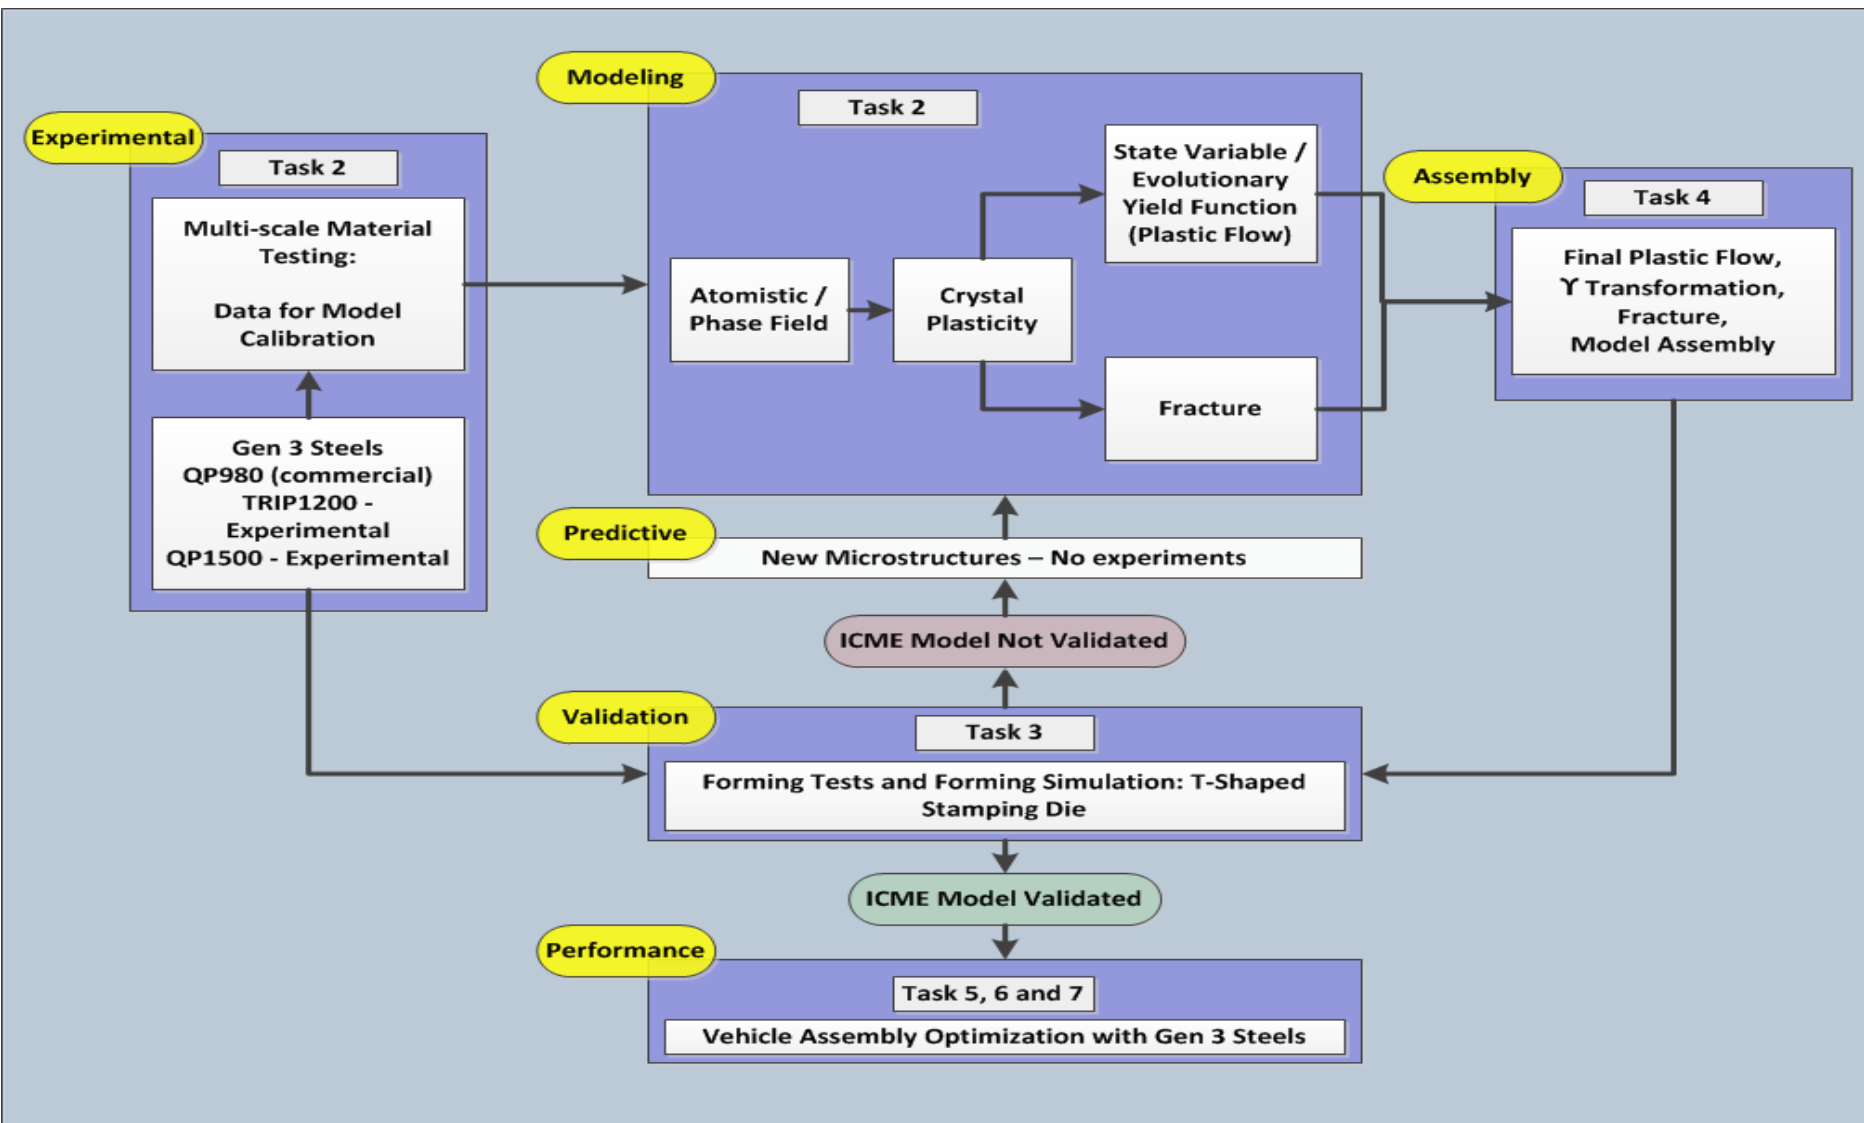 Experimental
Task 2
Multi-scale Material
Testing:
Data for Model
Calibration
Gen 3 Steels
QP980 (commercial)
TRIP1200 -
Experimental
QP1500 - Experimental
Modeling
Task 2
Atomistic /
Phase Field
Crystal
Plasticity
State Variable /
Evolutionary
Yield Function
(Plastic Flow)
Fracture
Assembly
Task 4
Final Plastic Flow,
ϒ Transformation,
Fracture,
Model Assembly
Predictive
New Microstructures – No experiments
ICME Model Not Validated
Validation
Task 3
Forming Tests and Forming Simulation: T-Shaped
Stamping Die
ICME Model Validated
Performance
Task 5, 6 and 7
Vehicle Assembly Optimization with Gen 3 Steels